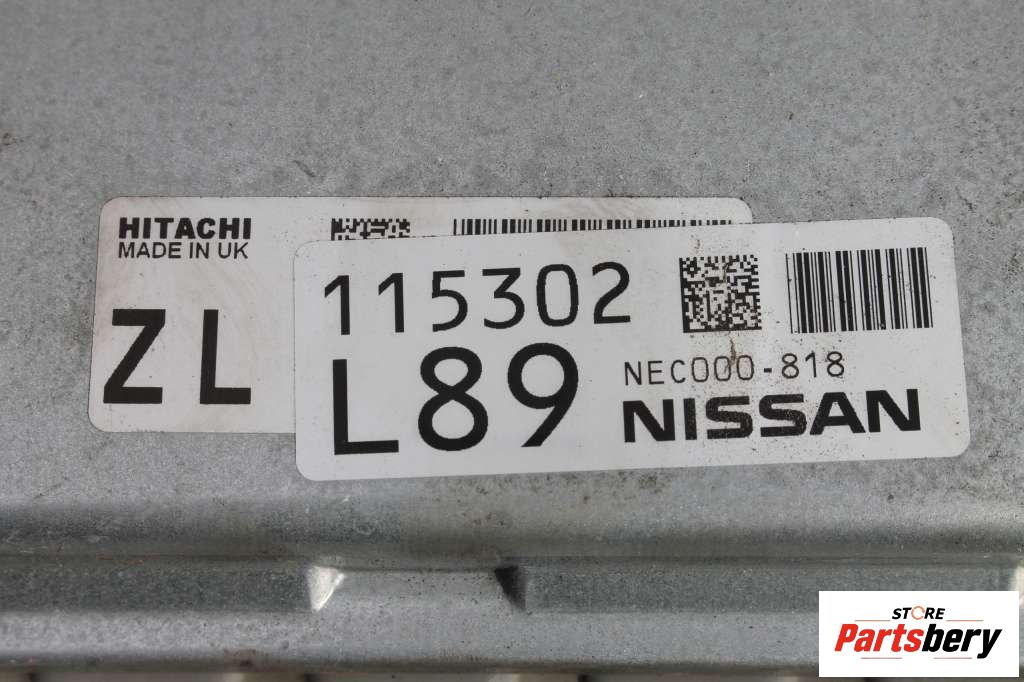 HITACHI
MADE IN UK
ZL
115302
L89
NEC000-818
NISSAN
STORE
Partsbery